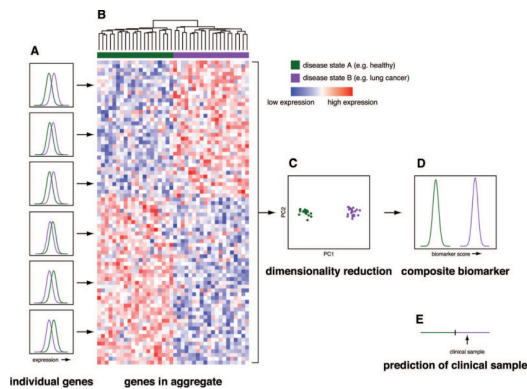 B
A
disease state A (e.g. healthy)
disease state B (e.g. lung cancer)
low expression
high expression
C
D
PC2
PC1
biomarker score
dimensionality reduction
composite biomarker
E
clinical sample
prediction of clinical sample
expression
individual genes
genes in aggregate